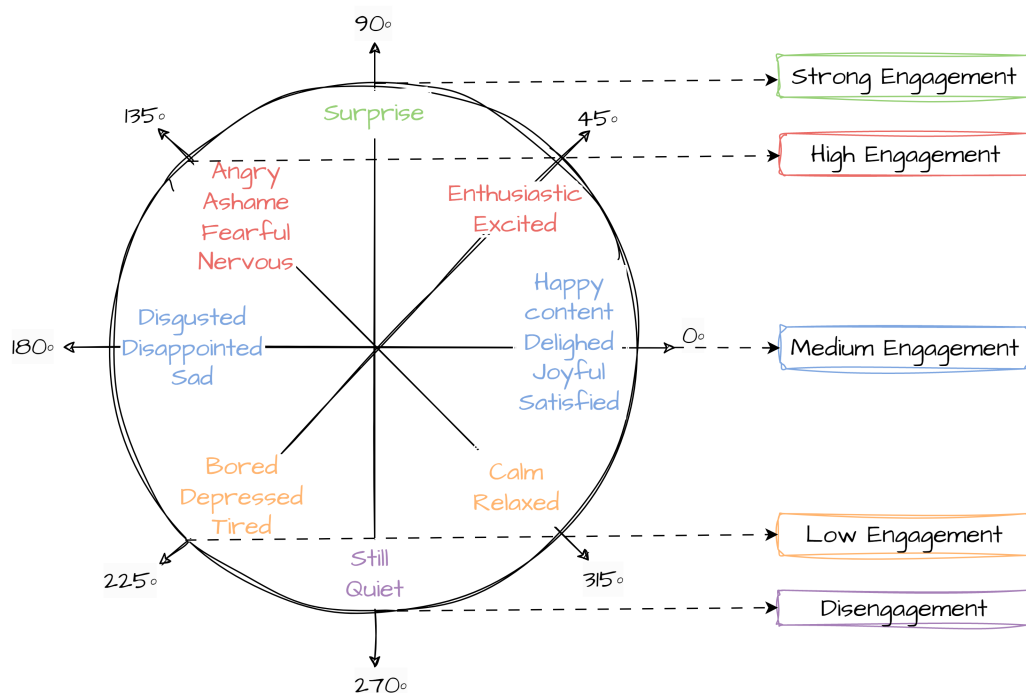 90°
Strong Engagement
Surprise
135°
45°
High Engagement
Angry
Ashame
Fearful
Nervous
Enthusiastic
Excited
Happy
content
Delighed
Joyful
Satisfied
Disgusted
Disappointed
Sad
180°
0°
Medium Engagement
Bored
Depressed
Tired
Calm
Relaxed
Low Engagement
Still
Quiet
225°
315°
Disengagement
270°